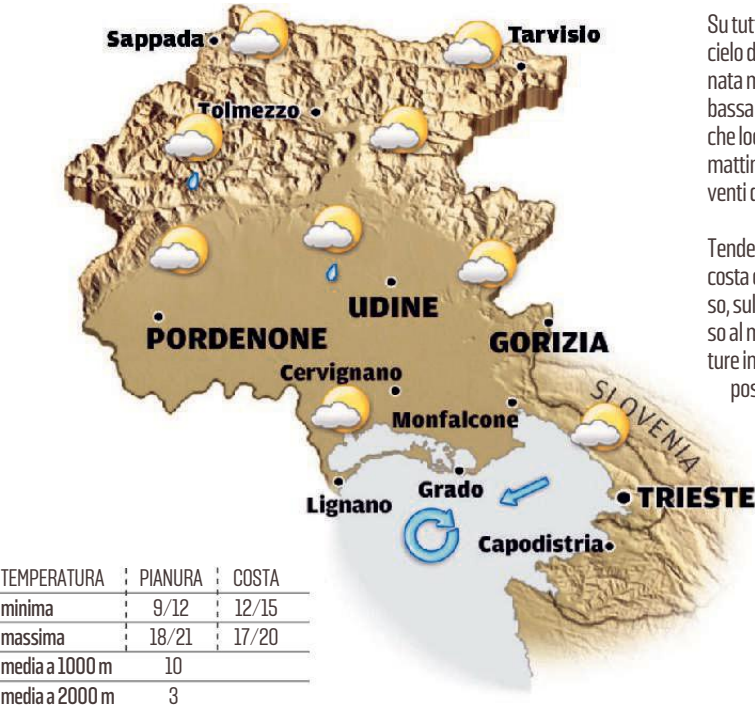 Sappada
Tarvisio
Tolmezzo
UDINE
PORDENONE
GORIZIA
Cervignano
Monfalcone
SLOVENIA
Grado
Lignano
TRIESTE
Capodistria
Su tut
cielo d
nata n
bassa
che loc
mattin
venti d
Tende
costa
so, sul
so al n
ture in
pos
TEMPERATURA PIANURA COSTA
minima 9/12 12/15
massima 18/21 17/20
media a 1000 m 10
media a 2000 m 3